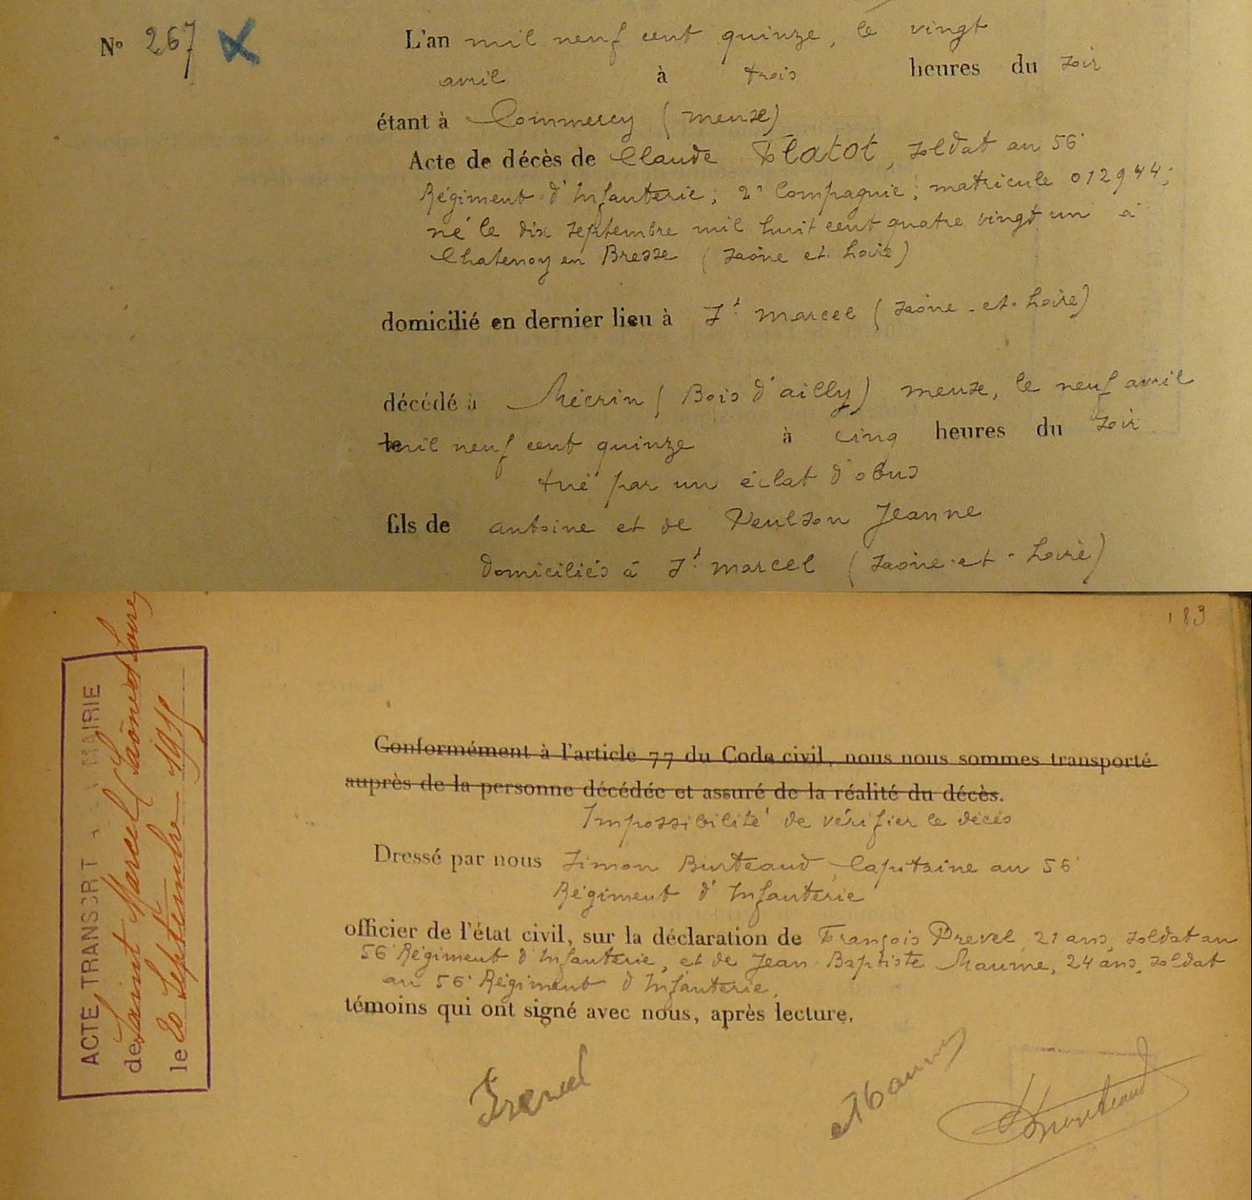 N° 267
L'an mil neuf cent quinze, le vingt
avril à trois heures du soir
étant à Commercy (Meuse)
Acte de décès de Claude Flatot, soldat au 56e
Régiment d'Infanterie, 2e Compagnie, matricule 012944,
né le dix septembre mil huit cent quatre vingt un à
Chatenoy en Bresse (Saône et Loire)
domicilié en dernier lieu à St Marcel (Saône-et-Loire)
décédé à Mécrin (Bois d'ailly) Meuse, le neuf avril
mil neuf cent quinze à cinq heures du soir
tué par un éclat d'obus
fils de Antoine et de Jeanne
domiciliés à St Marcel (Saône-et-Loire)
183
ACTE TRANSCRIT MAIRIE
de Saint Marcel (Saône et Loire)
le 20 Septembre 1915
Conformément à l'article 77 du Code civil, nous nous sommes transporté
auprès de la personne décédée et assuré de la réalité du décès.
Impossibilité de vérifier le décès
Dressé par nous Simon Burteaud, Capitaine au 56e
Régiment d'Infanterie
officier de l'état civil, sur la déclaration de François Prevel, 21 ans, soldat au
56e Régiment d'Infanterie, et de Jean Baptiste Maume, 24 ans, soldat
au 56e Régiment d'Infanterie,
témoins qui ont signé avec nous, après lecture.
Prevel